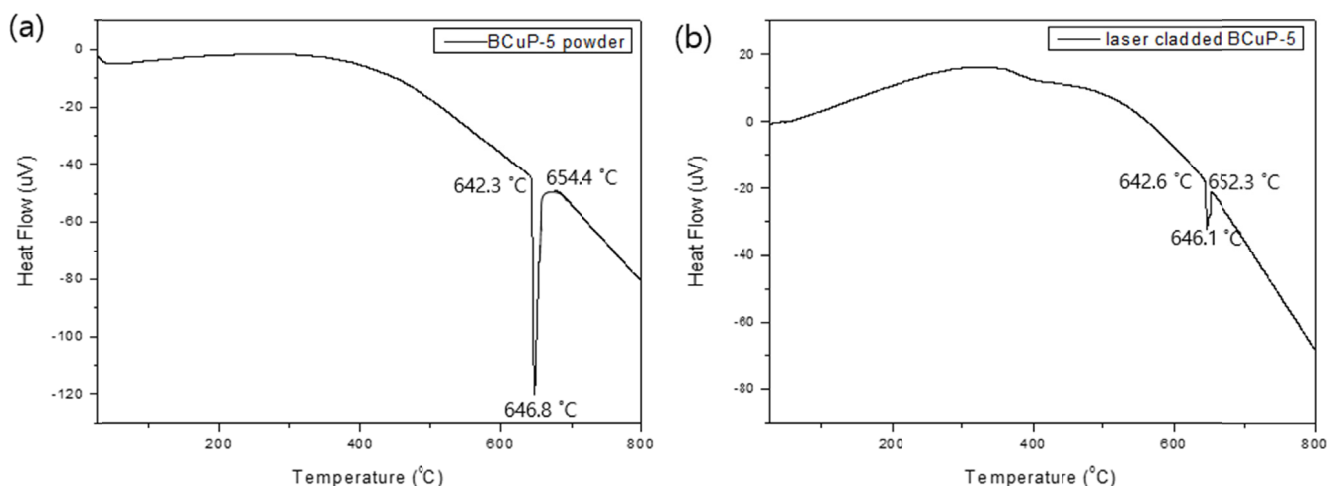 (a)
BCuP-5 powder
0
-20
-40
-60
-80
-100
-120
642.3 ˚C
654.4 ˚C
646.8 ˚C
200
400
600
800
Heat Flow (uV)
Temperature (⁰C)
(b)
laser cladded BCuP-5
20
0
-20
-40
-60
-80
642.6 ˚C
652.3 ˚C
646.1 ˚C
200
400
600
800
Heat Flow (uV)
Temperature (⁰C)